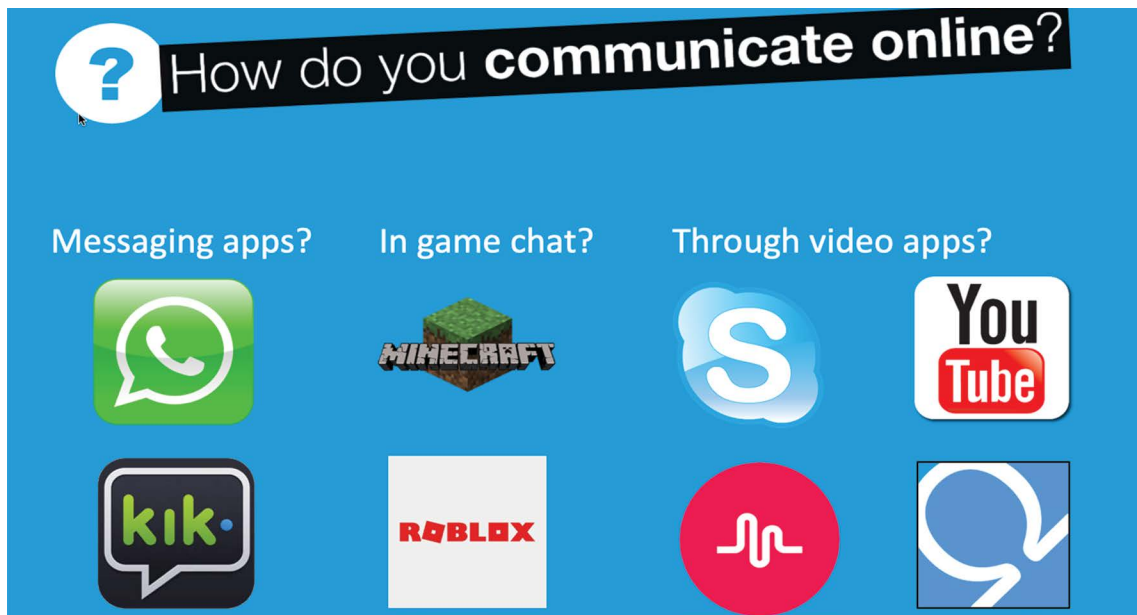 ?
How do you communicate online?
Messaging apps?
In game chat?
Through video apps?
MINECRAFT
S
You
Tube
kik·
ROBLOX